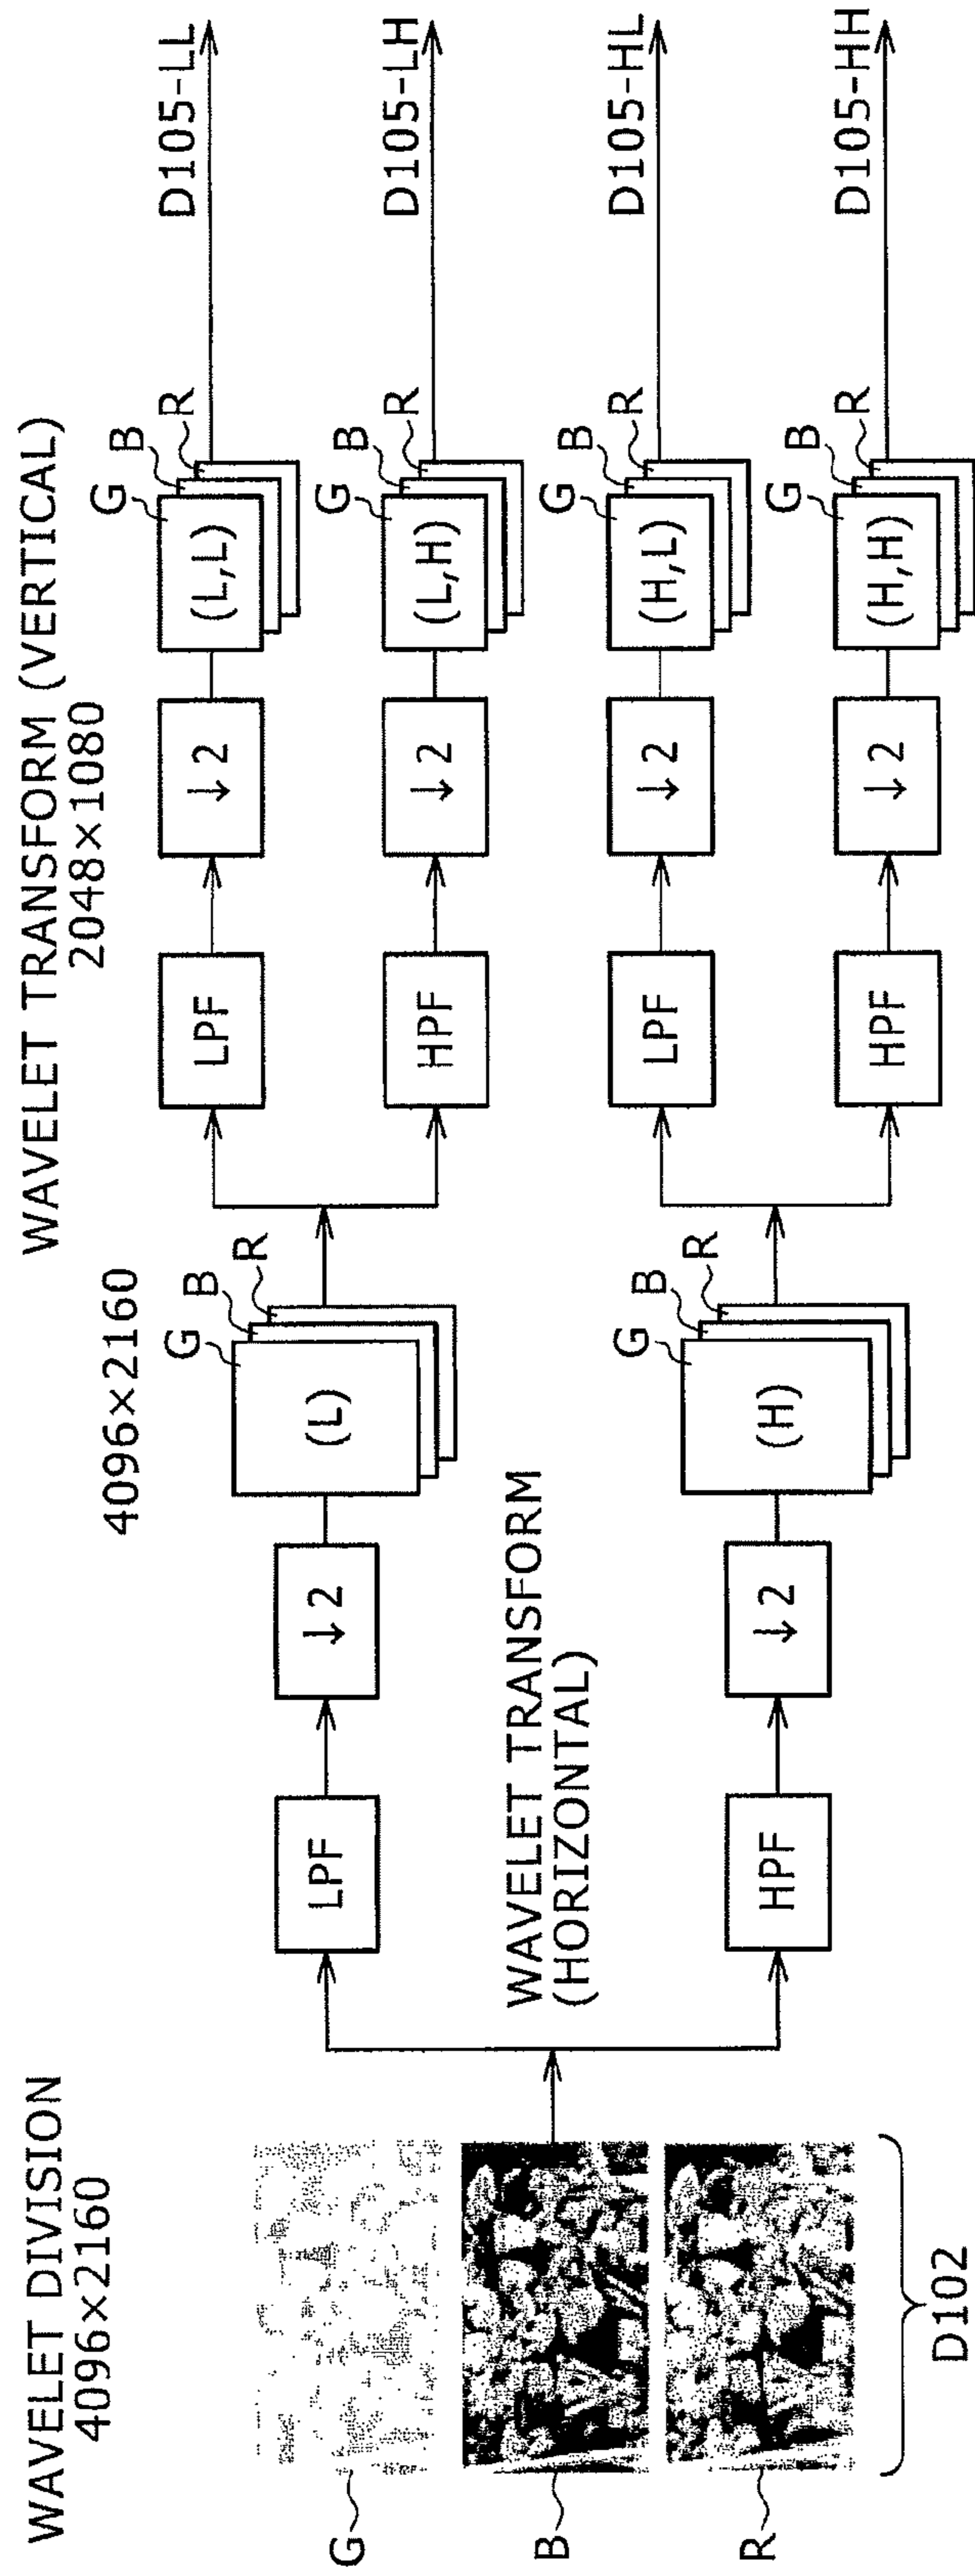 WAVELET DIVISION
4096×2160
G
B
R
D102
LPF
HPF
WAVELET TRANSFORM
(HORIZONTAL)
↓2
↓2
4096×2160
(L)
G
B
R
(H)
G
B
R
WAVELET TRANSFORM (VERTICAL)
2048×1080
LPF
↓2
(L,L)
G
B
R
D105-LL
HPF
↓2
(L,H)
G
B
R
D105-LH
LPF
↓2
(H,L)
G
B
R
D105-HL
HPF
↓2
(H,H)
G
B
R
D105-HH